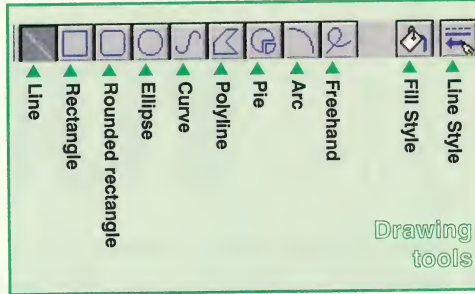 Line
Rectangle
Rounded rectangle
Ellipse
Curve
Polyline
Pie
Arc
Freehand
Fill Style
Line Style
Drawing
tools